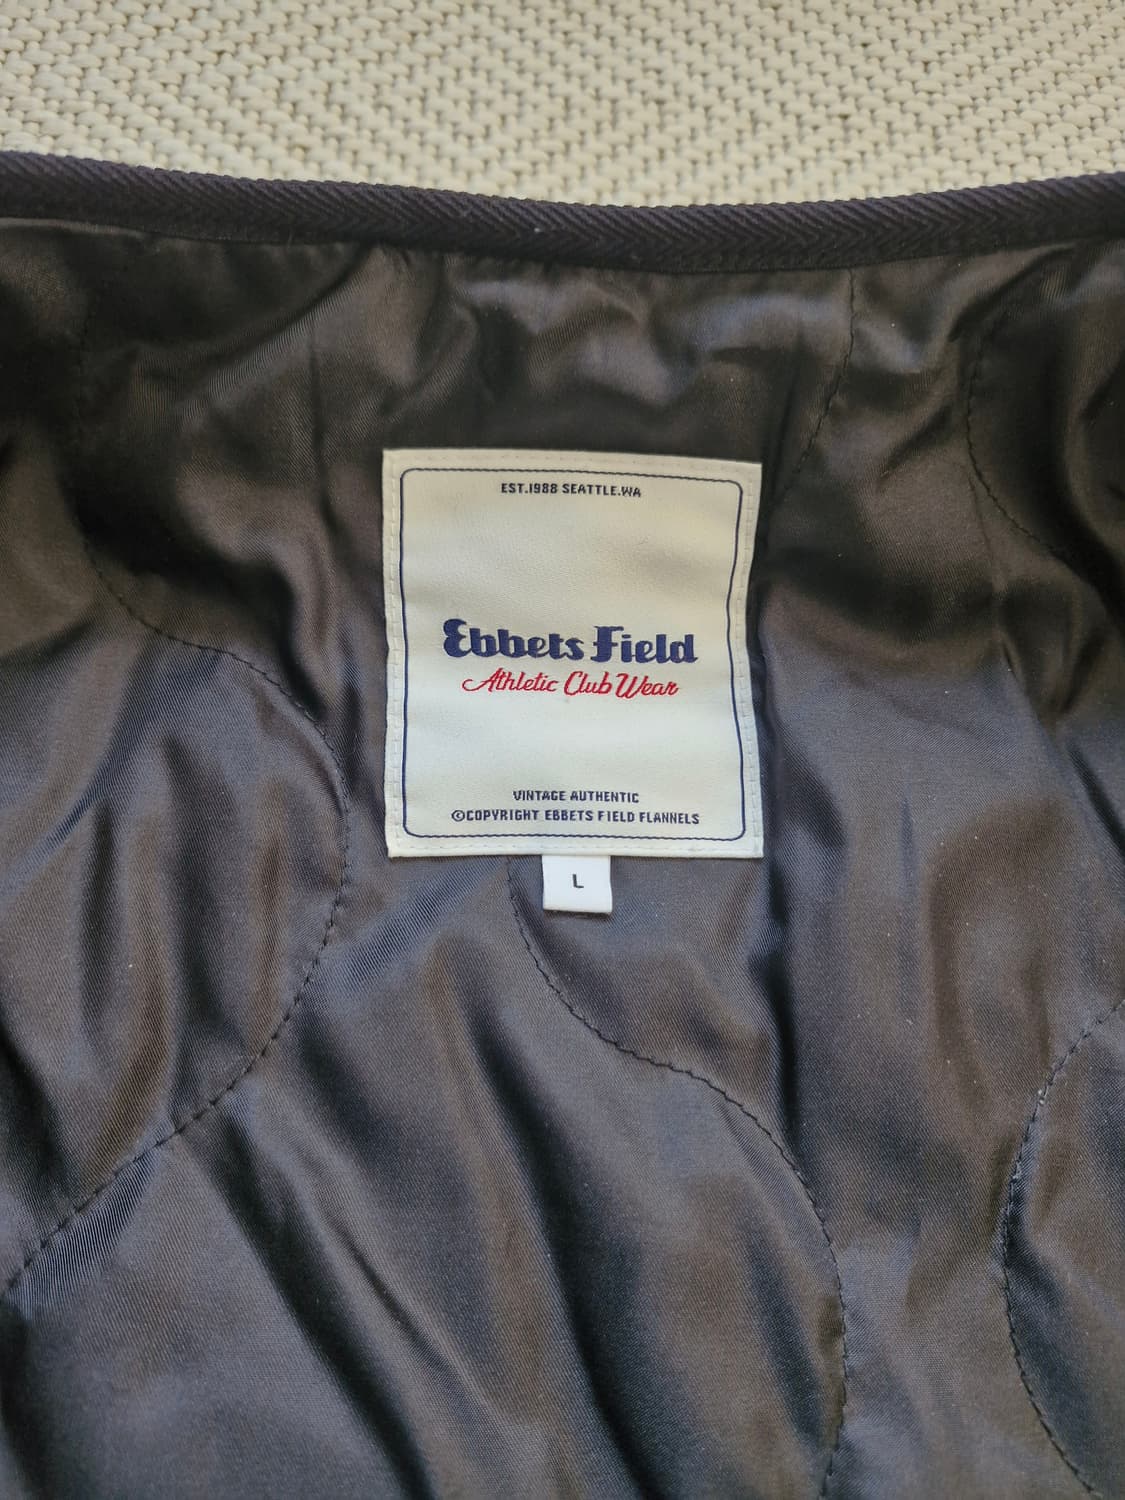 EST.1988 SEATTLE.WA
Ebbets Field
Athletic Club Wear
VINTAGE AUTHENTIC
©COPYRIGHT EBBETS FIELD FLANNELS
L